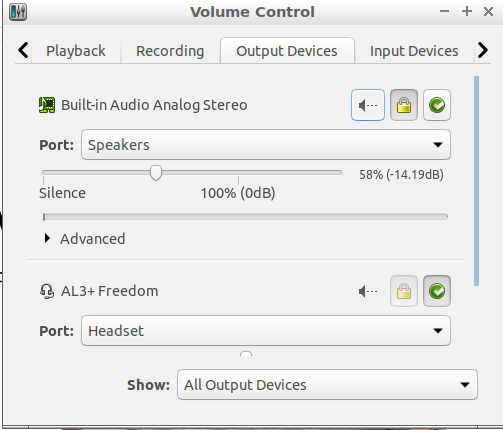 Volume Control
Playback Recording Output Devices Input Devices
Built-in Audio Analog Stereo
Port: Speakers
58% (-14.19dB)
Silence 100% (0dB)
Advanced
AL3+ Freedom
Port: Headset
Show: All Output Devices